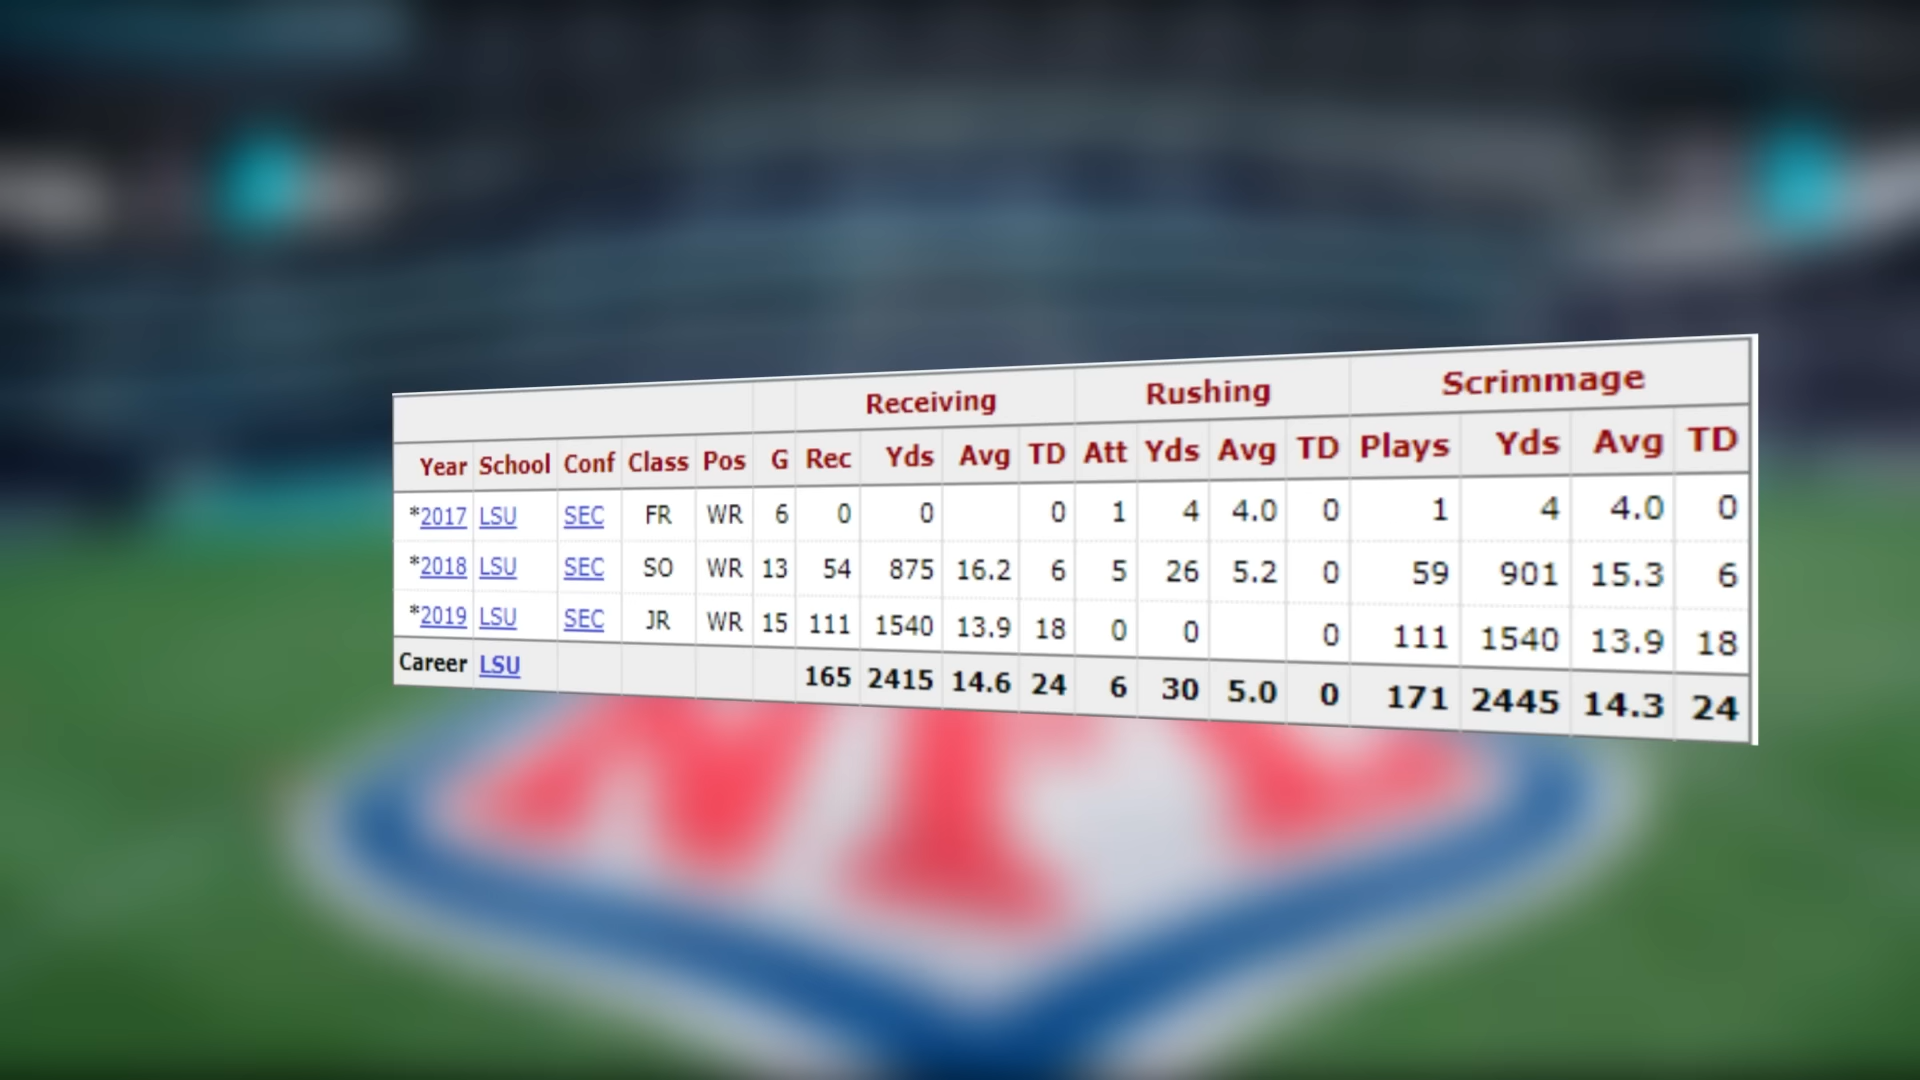 Receiving Rushing Scrimmage
Year School Conf Class Pos G Rec Yds Avg TD Att Yds Avg TD Plays Yds Avg TD
*2017 LSU SEC FR WR 6 0 0 0 1 4 4.0 0 1 4 4.0 0
*2018 LSU SEC SO WR 13 54 875 16.2 6 5 26 5.2 0 59 901 15.3 6
*2019 LSU SEC JR WR 15 111 1540 13.9 18 0 0 0 111 1540 13.9 18
Career LSU 165 2415 14.6 24 6 30 5.0 0 171 2445 14.3 24
NFL